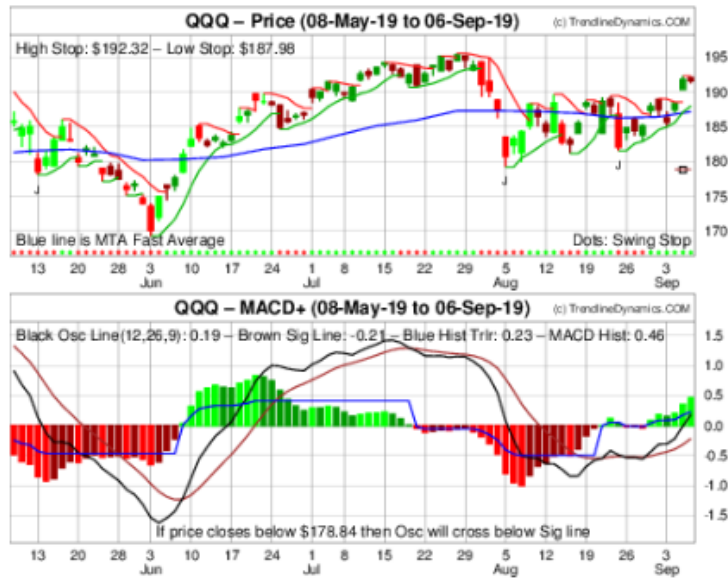 QQQ – Price (08-May-19 to 06-Sep-19) (c) TrendlineDynamics.COM
High Stop: $192.32 – Low Stop: $187.98
195
190
185
180
175
170
J
J
J
Blue line is MTA Fast Average Dots: Swing Stop
13 20 28 3 10 17 24 1 8 15 22 29 5 12 19 26 3
Jun Jul Aug Sep
QQQ – MACD+ (08-May-19 to 06-Sep-19) (c) TrendlineDynamics.COM
Black Osc Line(12,26,9): 0.19 – Brown Sig Line: -0.21 – Blue Hist Trlr: 0.23 – MACD Hist: 0.46
1.5
1.0
0.5
0.0
-0.5
-1.0
-1.5
If price closes below $178.84 then Osc will cross below Sig line
13 20 28 3 10 17 24 1 8 15 22 29 5 12 19 26 3
Jun Jul Aug Sep